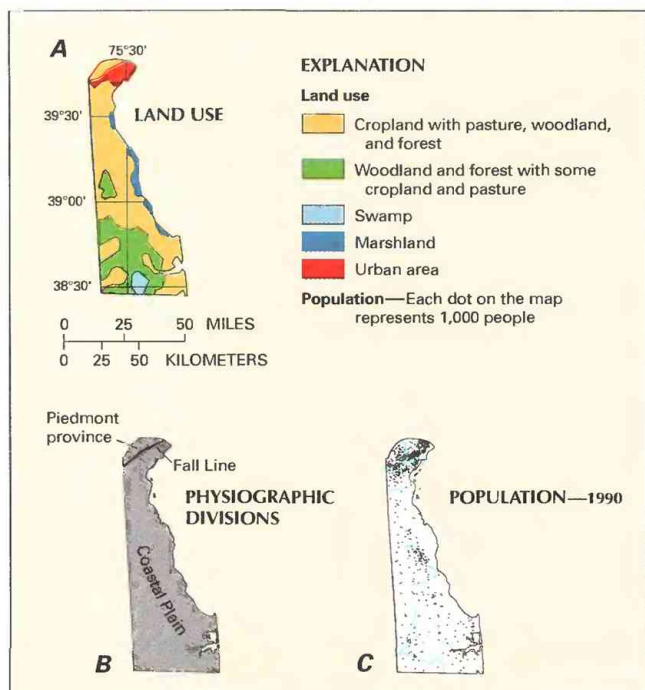 A
75°30'
39°30'
LAND USE
39°00'
38°30'
0 25 50 MILES
0 25 50 KILOMETERS
EXPLANATION
Land use
Cropland with pasture, woodland,
and forest
Woodland and forest with some
cropland and pasture
Swamp
Marshland
Urban area
Population—Each dot on the map
represents 1,000 people
Piedmont
province
Fall Line
PHYSIOGRAPHIC
DIVISIONS
Coastal Plain
B
POPULATION—1990
C